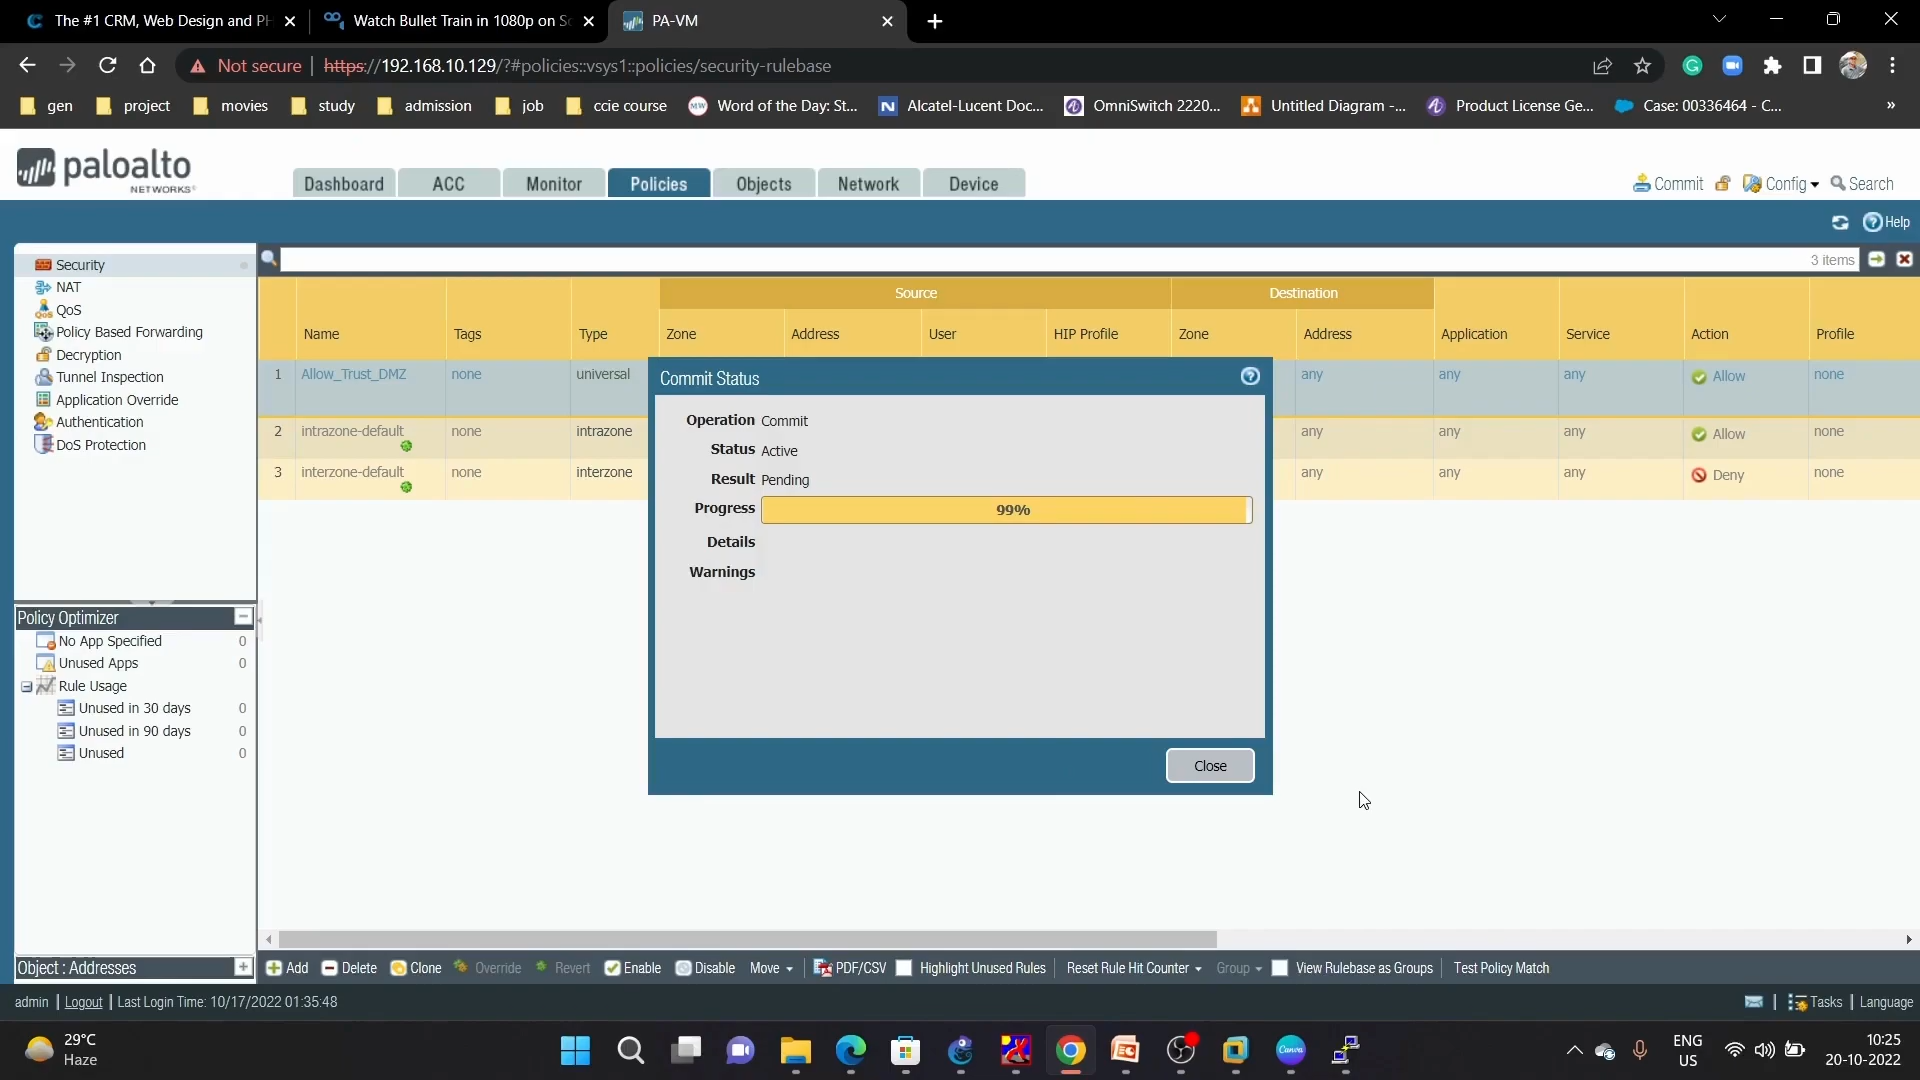 The #1 CRM, Web Design and PH
Watch Bullet Train in 1080p on So
PA-VM
Not secure
https://192.168.10.129/?#policies::vsys1::policies/security-rulebase
gen
project
movies
study
admission
job
ccie course
Word of the Day: St...
Alcatel-Lucent Doc...
OmniSwitch 2220...
Untitled Diagram -...
Product License Ge...
Case: 00336464 - C...
»
paloalto
NETWORKS
Dashboard
ACC
Monitor
Policies
Objects
Network
Device
Commit
Config
Search
Help
Security
NAT
QoS
Policy Based Forwarding
Decryption
Tunnel Inspection
Application Override
Authentication
DoS Protection
3 items
Source
Destination
Name
Tags
Type
Zone
Address
User
HIP Profile
Zone
Address
Application
Service
Action
Profile
1 Allow_Trust_DMZ none universal any any any Allow none
2 intrazone-default none intrazone any any any Allow none
3 interzone-default none interzone any any any Deny none
Commit Status
Operation Commit
Status Active
Result Pending
Progress 99%
Details
Warnings
Close
Policy Optimizer
No App Specified 0
Unused Apps 0
Rule Usage
Unused in 30 days 0
Unused in 90 days 0
Unused 0
Object : Addresses
Add
Delete
Clone
Override
Revert
Enable
Disable
Move
PDF/CSV
Highlight Unused Rules
Reset Rule Hit Counter
Group
View Rulebase as Groups
Test Policy Match
admin | Logout | Last Login Time: 10/17/2022 01:35:48
Tasks | Language
29°C
Haze
Canva
ENG
US
10:25
20-10-2022